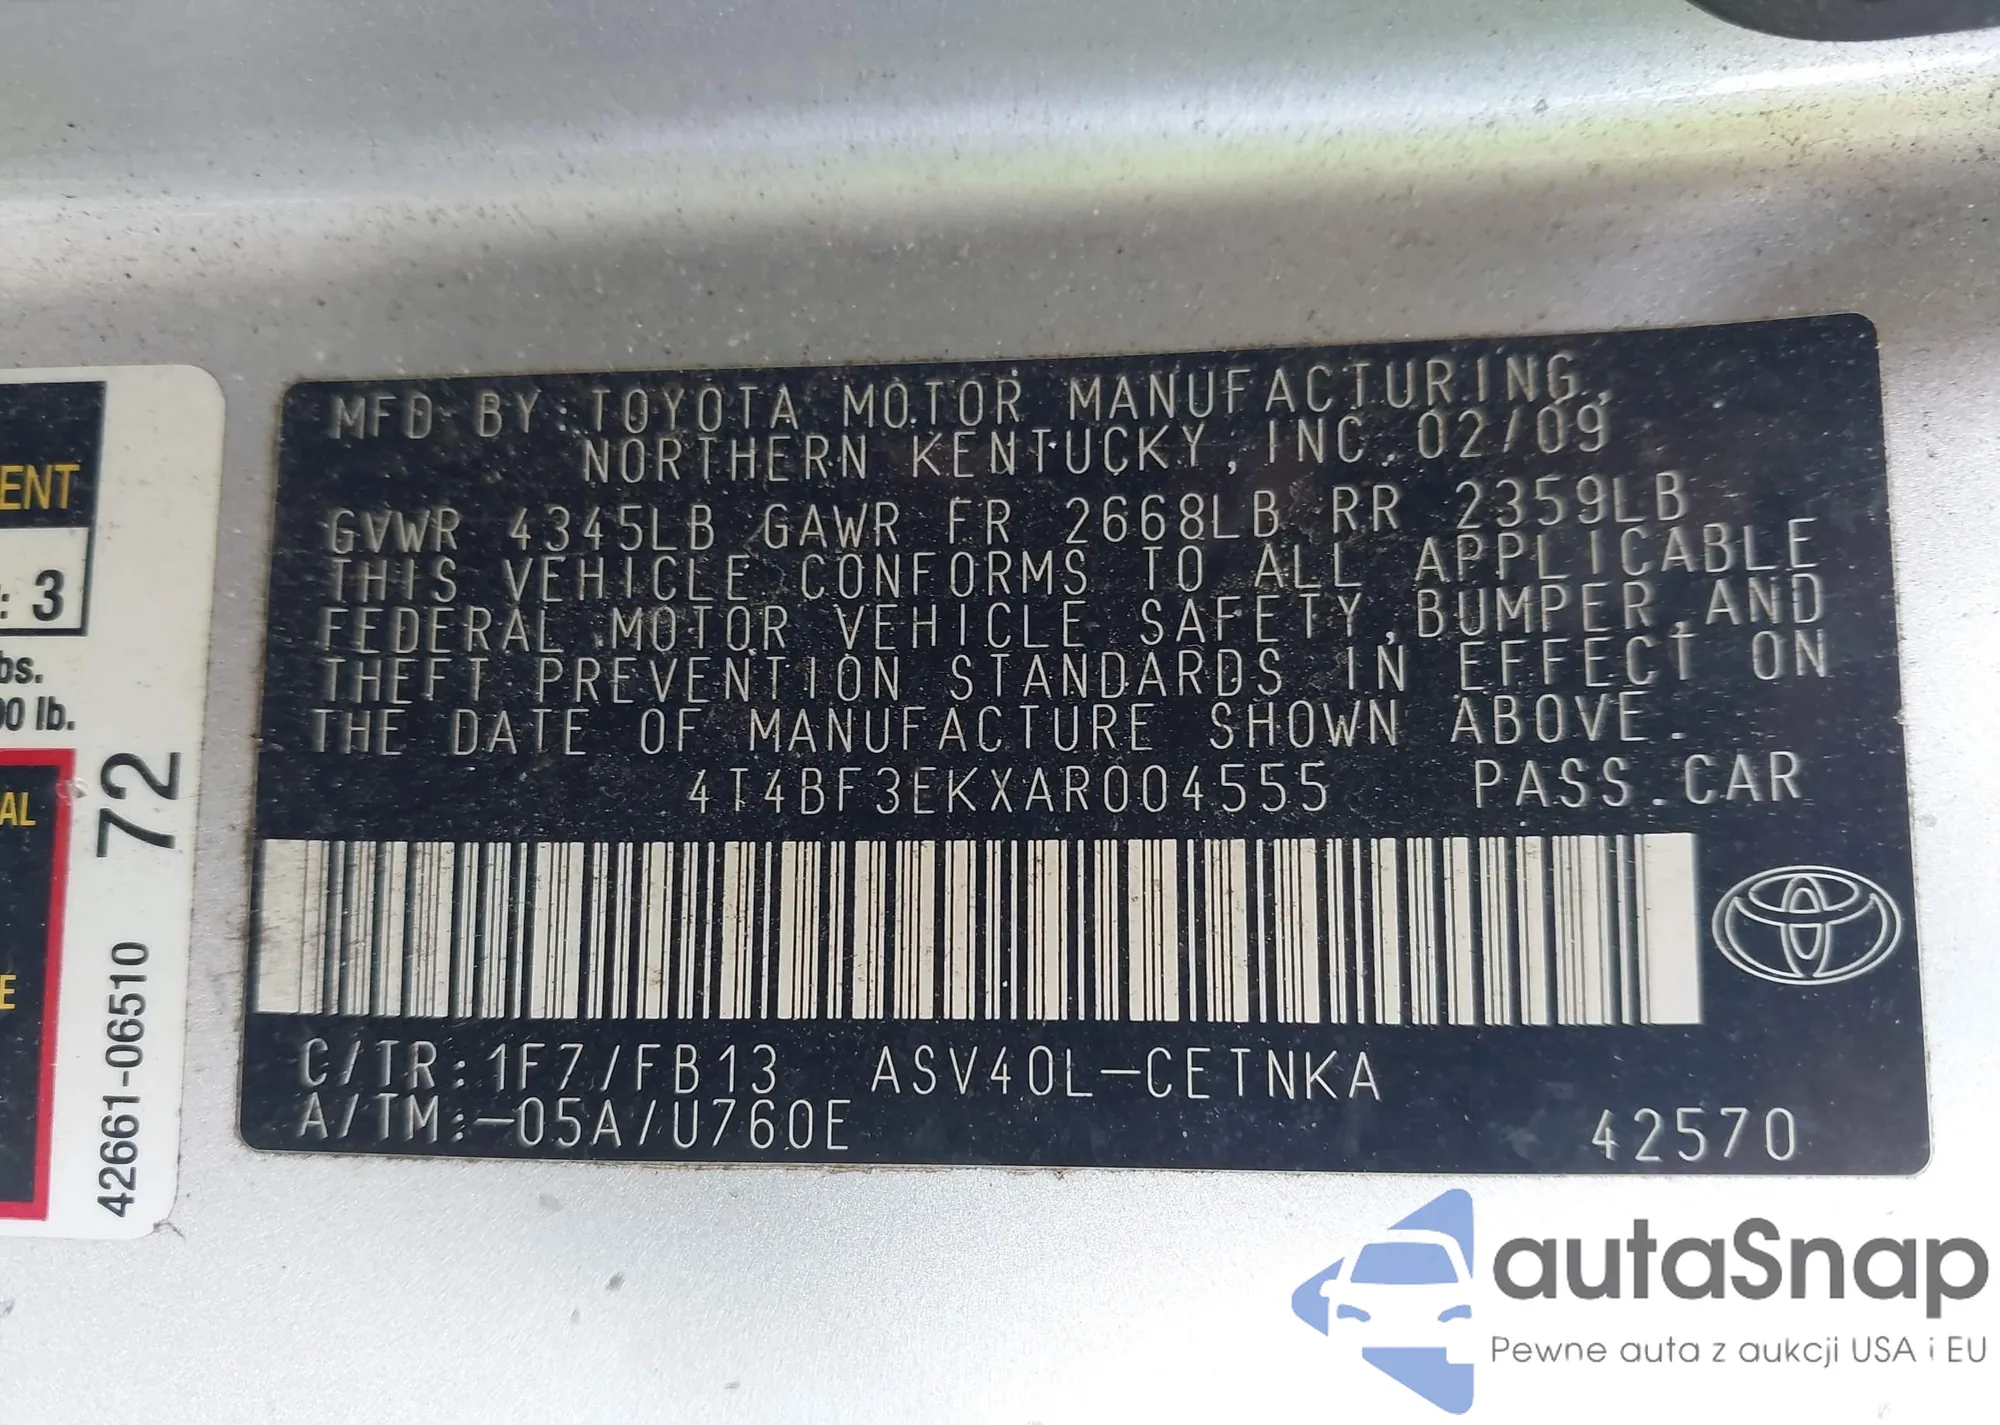 MFD BY TOYOTA MOTOR MANUFACTURING,
NORTHERN KENTUCKY, INC. 02/09
GVWR 4345LB GAWR FR 2668LB RR 2359LB
THIS VEHICLE CONFORMS TO ALL APPLICABLE
FEDERAL MOTOR VEHICLE SAFETY, BUMPER, AND
THEFT PREVENTION STANDARDS IN EFFECT ON
THE DATE OF MANUFACTURE SHOWN ABOVE.
4T4BF3EKXAR004555 PASS. CAR
C/TR: 1F7/FB13 ASV40L-CETNKA
A/TM:-05A/U760E
42570
ENT
: 3
bs.
00 lb.
AL
E
72
42661-06510
autaSnap
Pewne auta z aukcji USA i EU